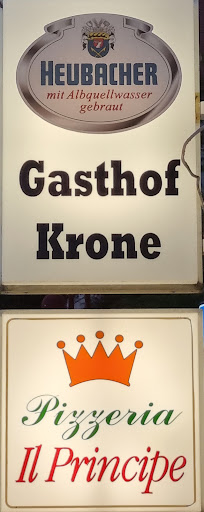 HEUBACHER
mit Albquellwasser
gebraut
Gasthof
Krone
Pizzeria
Il Principe